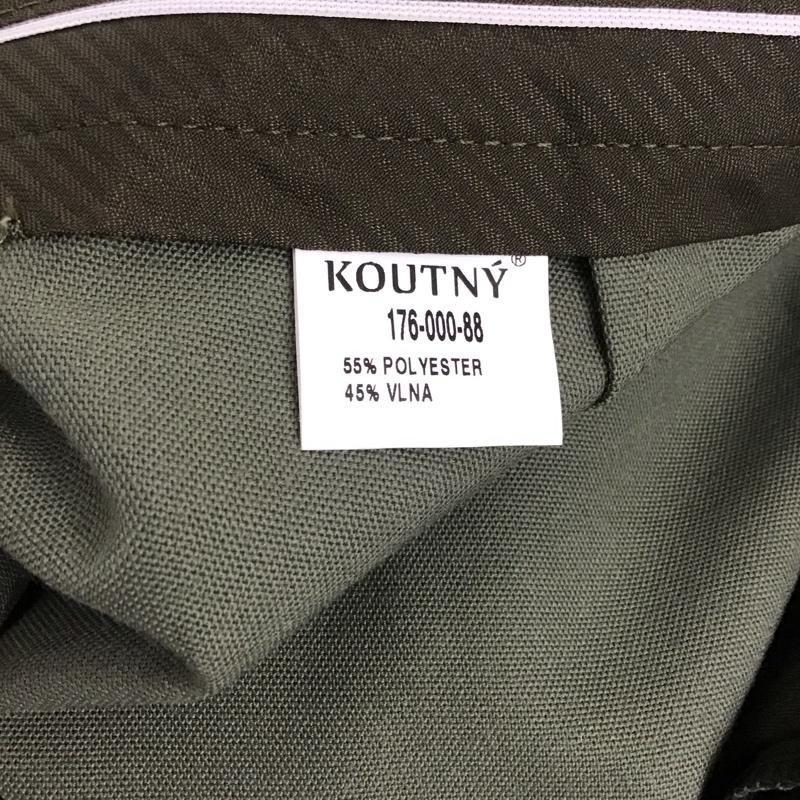 KOUTNÝ®
176-000-88
55% POLYESTER
45% VLNA